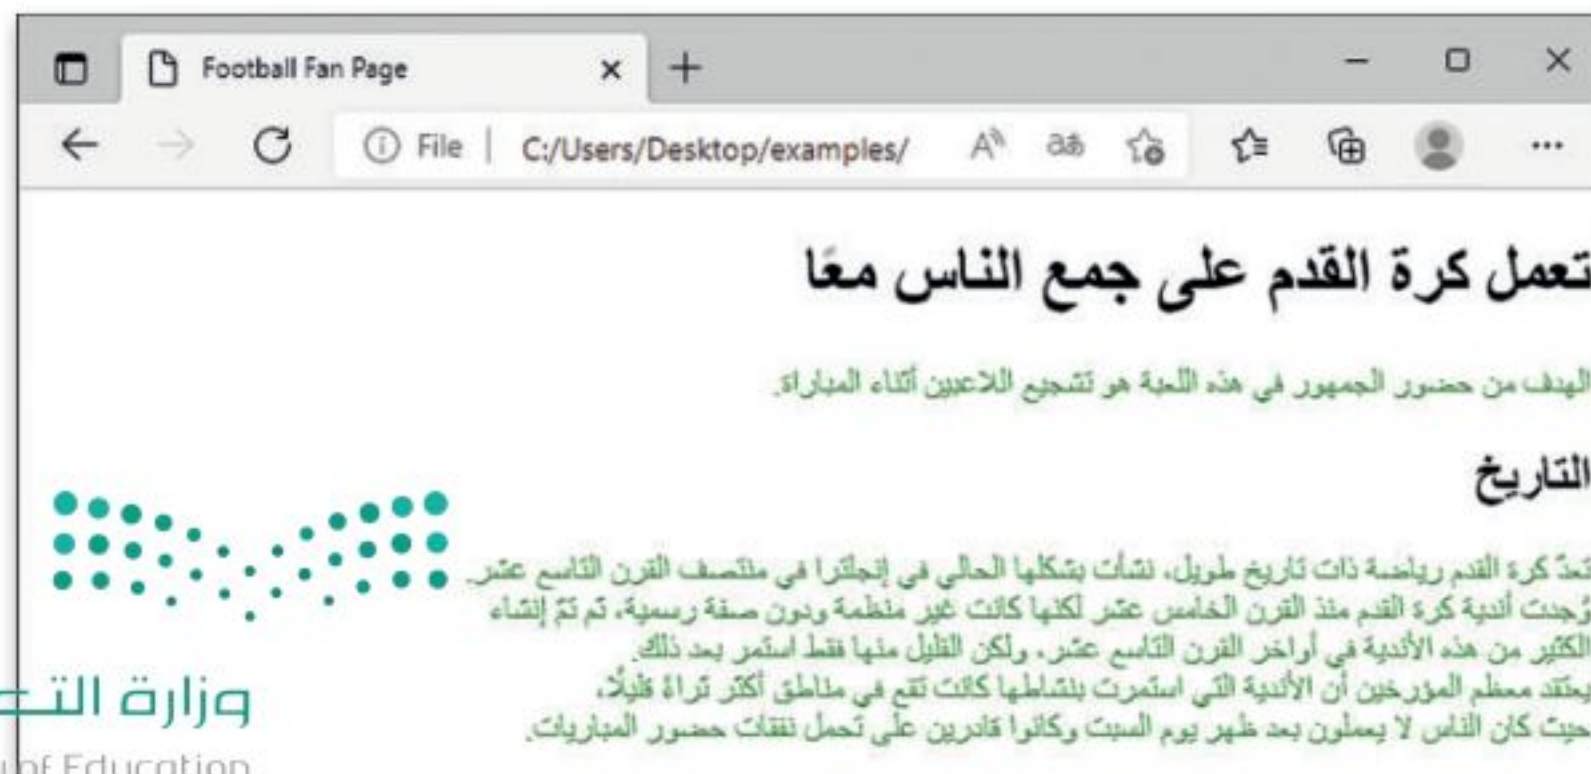 Football Fan Page
File | C:/Users/Desktop/examples/
تعمل كرة القدم على جمع الناس معًا
الهدف من حضور الجمهور في هذه اللعبة هو تشجيع اللاعبين أثناء المباراة.
التاريخ
تعدّ كرة القدم رياضة ذات تاريخ طويل، نشأت بشكلها الحالي في إنجلترا في منتصف القرن التاسع عشر.
وُجدت أندية كرة القدم منذ القرن الخامس عشر لكنها كانت غير منظمة ودون صفة رسمية، ثم تمّ إنشاء
الكثير من هذه الأندية في أواخر القرن التاسع عشر، ولكن القليل منها فقط استمر بعد ذلك.
يعتقد معظم المؤرخين أن الأندية التي استمرت بنشاطها كانت تقع في مناطق أكثر ثراءً قليلًا،
حيث كان الناس لا يعملون بعد ظهر يوم السبت وكانوا قادرين على تحمل نفقات حضور المباريات.
وزارة التع
of Education